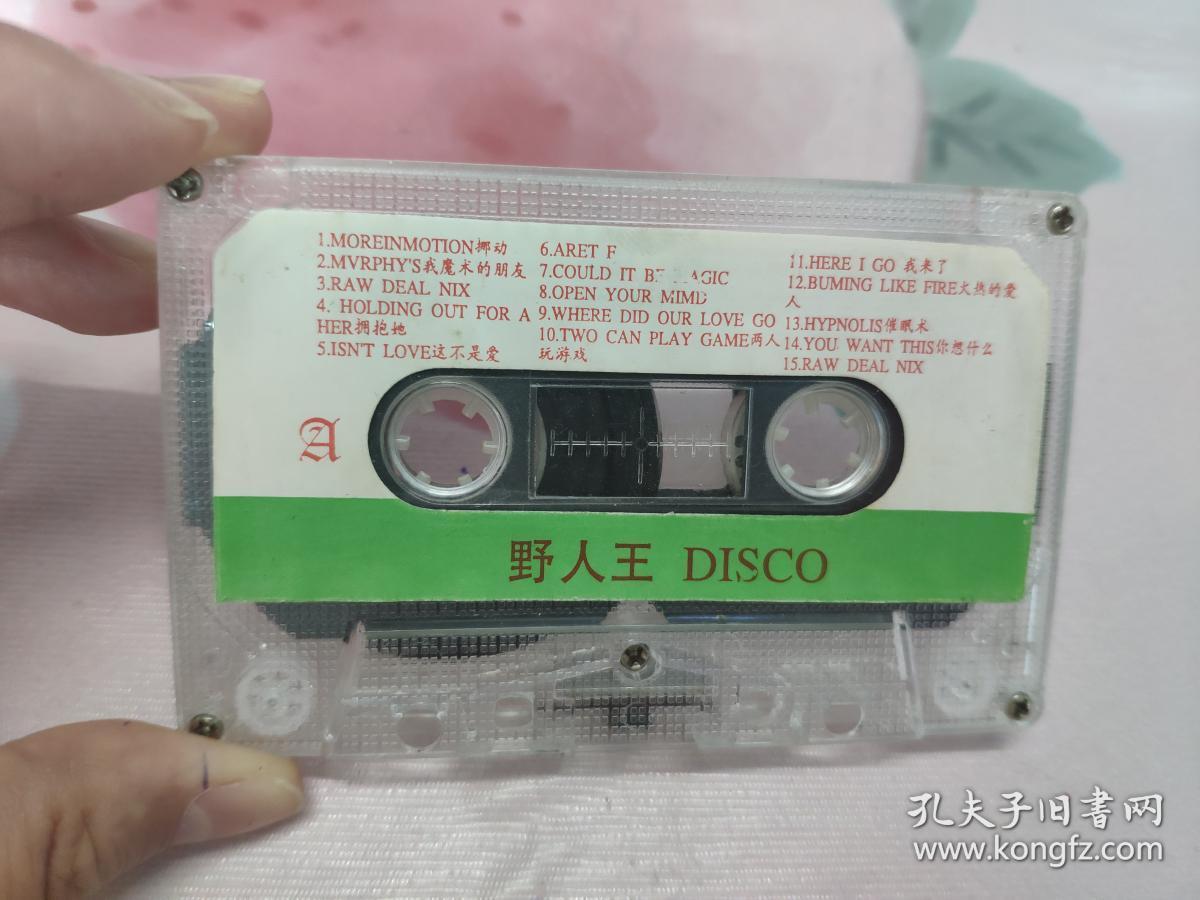 1.MOREINMOTION挪动
2.MVRPHY'S我魔术的朋友
3.RAW DEAL NIX
4. HOLDING OUT FOR A
HER拥抱她
5.ISN'T LOVE这不是爱
6.ARET F
7.COULD IT BE MAGIC
8.OPEN YOUR MIMD
9.WHERE DID OUR LOVE GO
10.TWO CAN PLAY GAME两人
玩游戏
11.HERE I GO 我来了
12.BUMING LIKE FIRE火热的爱
人
13.HYPNOLIS催眠术
14.YOU WANT THIS你想什么
15.RAW DEAL NIX
A
野人王 DISCO
孔夫子旧书网
www.kongfz.com